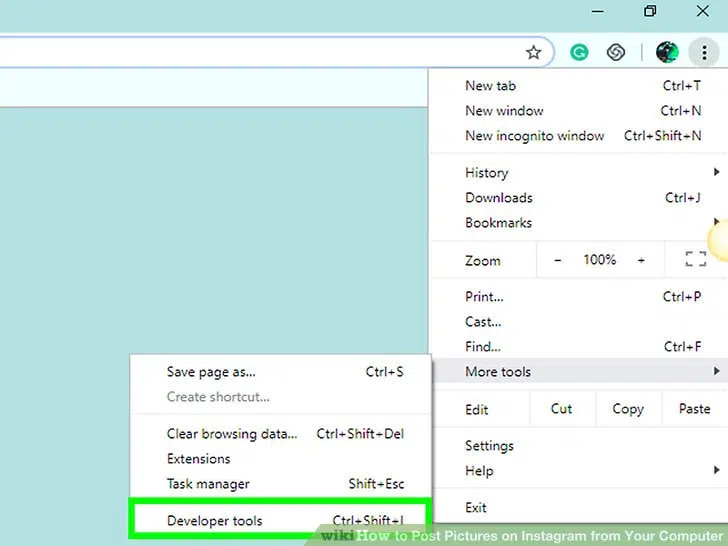 New tab Ctrl+T
New window Ctrl+N
New incognito window Ctrl+Shift+N
History
Downloads Ctrl+J
Bookmarks
Zoom - 100% +
Print... Ctrl+P
Cast...
Find... Ctrl+F
More tools
Edit Cut Copy Paste
Settings
Help
Exit
Save page as... Ctrl+S
Create shortcut...
Clear browsing data... Ctrl+Shift+Del
Extensions
Task manager Shift+Esc
Developer tools Ctrl+Shift+I
wikiHow to Post Pictures on Instagram from Your Computer